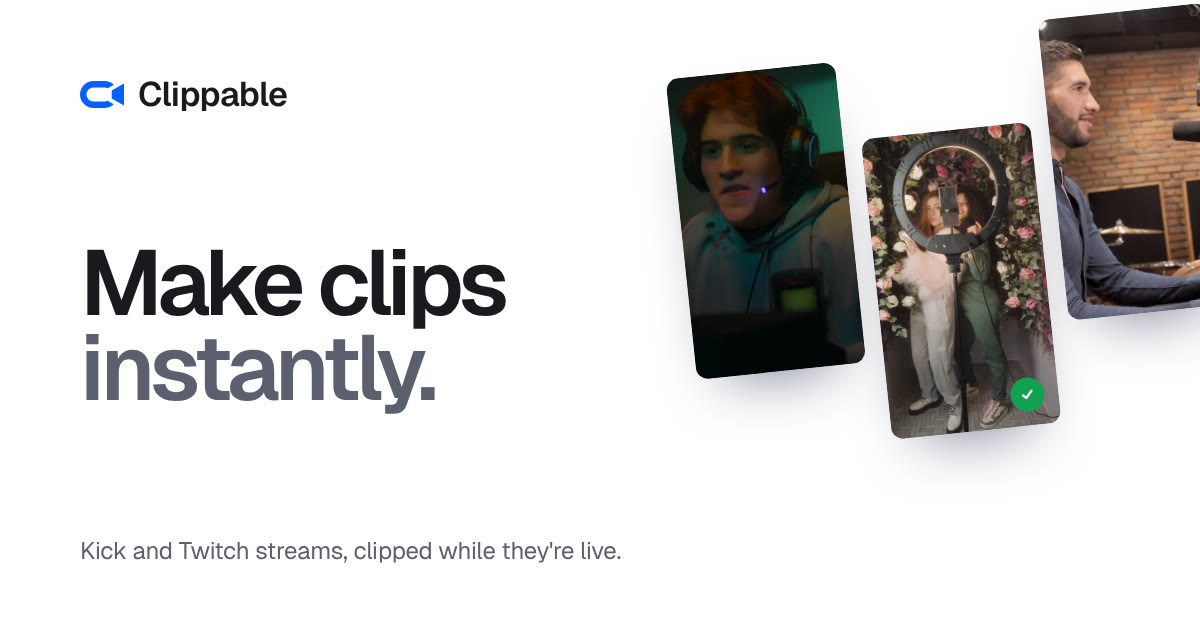 Clippable
Make clips
instantly.
Kick and Twitch streams, clipped while they're live.